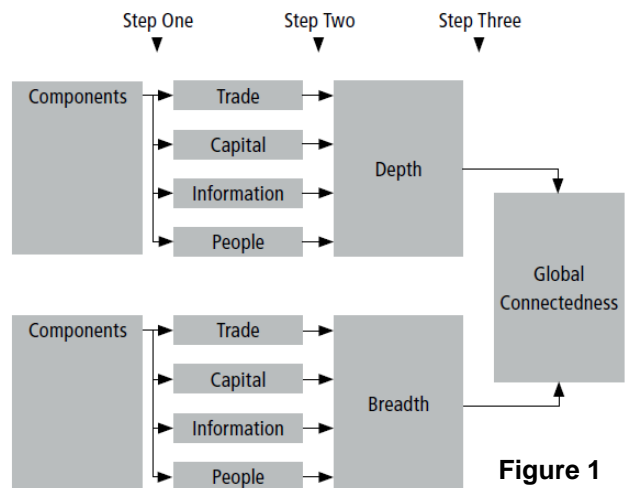 Step One
Step Two
Step Three
Components
Trade
Capital
Information
People
Depth
Global
Connectedness
Components
Trade
Capital
Information
People
Breadth
Figure 1